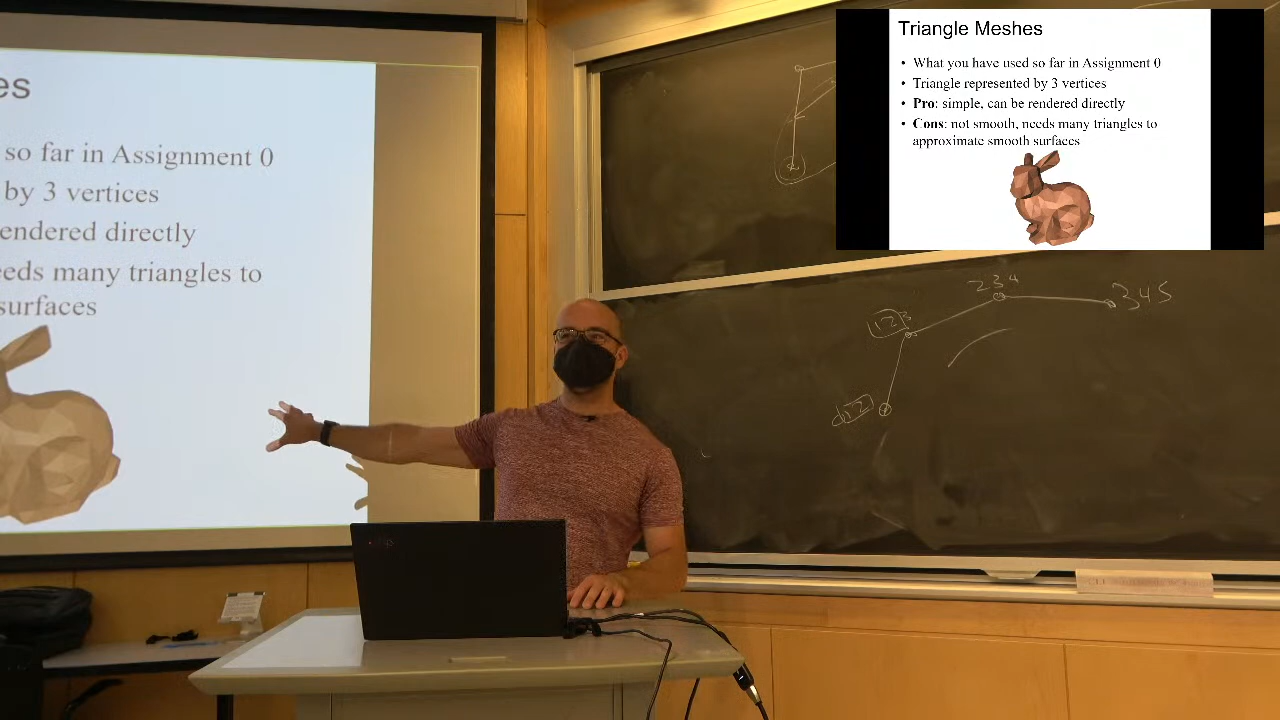 es
so far in Assignment 0
by 3 vertices
endered directly
eeds many triangles to
surfaces
Triangle Meshes
• What you have used so far in Assignment 0
• Triangle represented by 3 vertices
• Pro: simple, can be rendered directly
• Cons: not smooth, needs many triangles to
approximate smooth surfaces
234
345
123